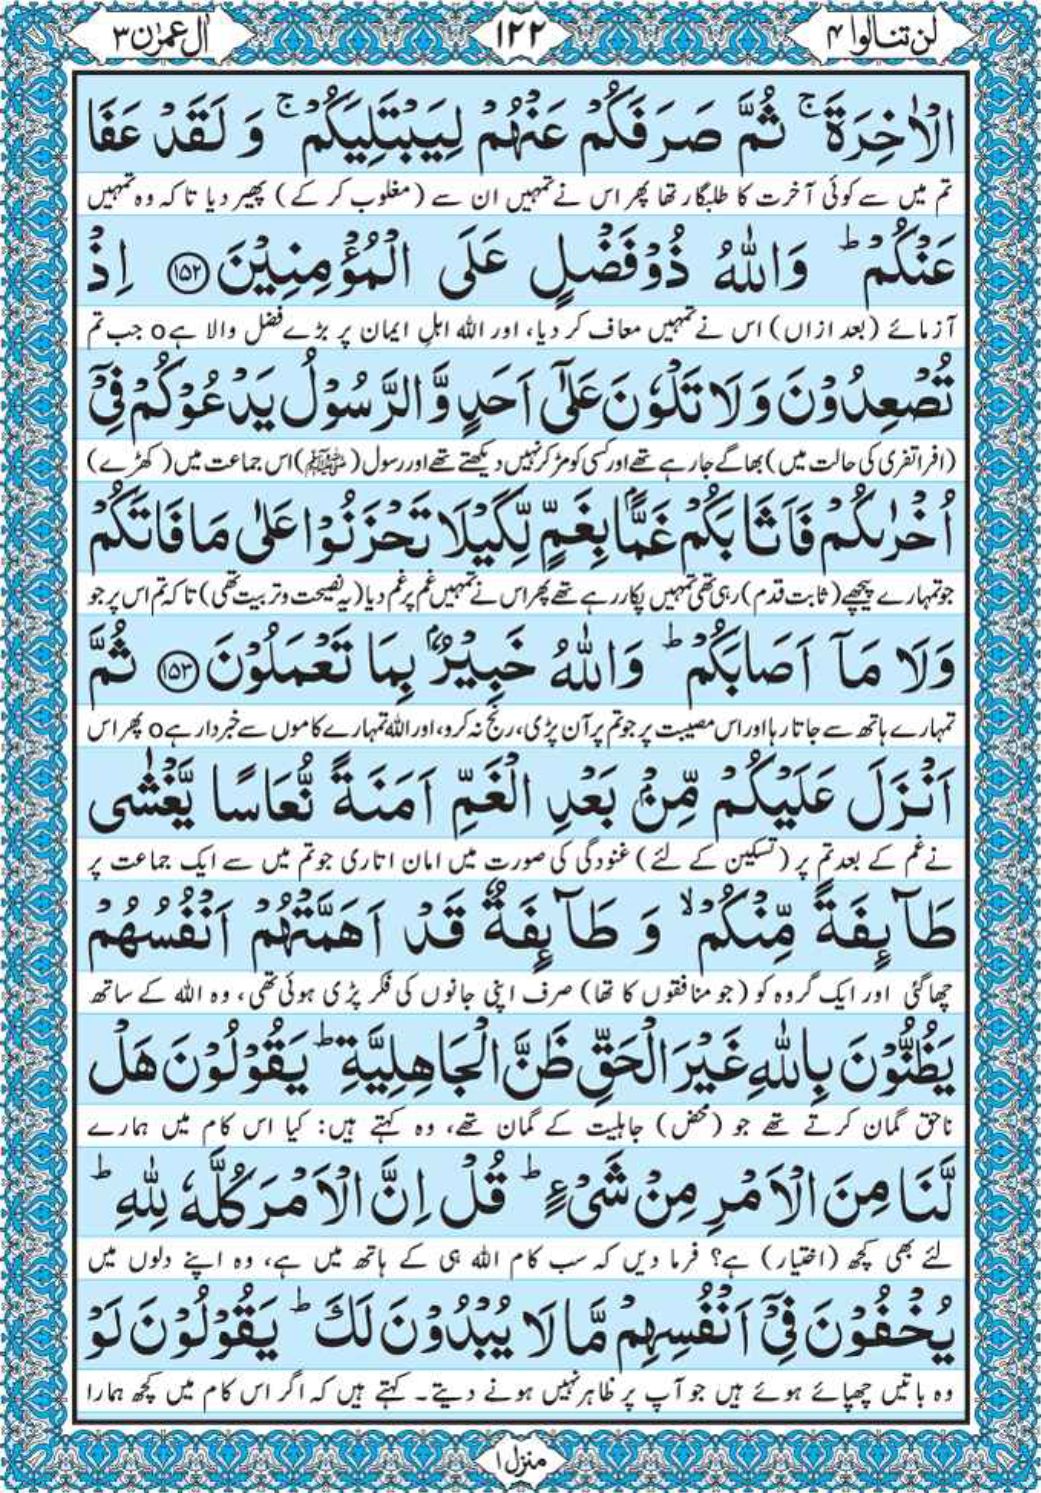 لن تنالوا ۴
۱۲۲
اٰل عمرٰن ۳
الْاٰخِرَةَ ۚ ثُمَّ صَرَفَكُمْ عَنْهُمْ لِيَبْتَلِيَكُمْ ۚ وَ لَقَدْ عَفَا
تم میں سے کوئی آخرت کا طلبگار تھا پھر اس نے تمہیں ان سے (مغلوب کر کے) پھیر دیا تاکہ وہ تمہیں
عَنْكُمْ ؕ وَاللّٰهُ ذُوْ فَضْلٍ عَلَی الْمُؤْمِنِيْنَ ۝۱۵۲ اِذْ
آزمائے (بعد ازاں) اس نے تمہیں معاف کر دیا، اور اللہ اہلِ ایمان پر بڑے فضل والا ہے o جب تم
تُصْعِدُوْنَ وَ لَا تَلْوٗنَ عَلٰۤی اَحَدٍ وَّ الرَّسُوْلُ يَدْعُوْكُمْ فِيْۤ
(افراتفری کی حالت میں) بھاگے جا رہے تھے اور کسی کو مڑ کر نہیں دیکھتے تھے اور رسول (ﷺ) اس جماعت میں (کھڑے)
اُخْرٰىكُمْ فَاَثَابَكُمْ غَمًّۢا بِغَمٍّ لِّكَيْلَا تَحْزَنُوْا عَلٰی مَا فَاتَكُمْ
جو تمہارے پیچھے (ثابت قدم) رہی تھی تمہیں پکار رہے تھے پھر اس نے تمہیں غم پر غم دیا (یہ نصیحت و تربیت تھی) تاکہ تم اس پر جو
وَلَا مَاۤ اَصَابَكُمْ ؕ وَاللّٰهُ خَبِيْرٌۢ بِمَا تَعْمَلُوْنَ ۝۱۵۳ ثُمَّ
تمہارے ہاتھ سے جاتا رہا اور اس مصیبت پر جو تم پر آن پڑی، رنج نہ کرو، اور اللہ تمہارے کاموں سے خبردار ہے o پھر اس
اَنْزَلَ عَلَيْكُمْ مِّنْۢ بَعْدِ الْغَمِّ اَمَنَةً نُّعَاسًا يَّغْشٰی
نے غم کے بعد تم پر (تسکین کے لئے) غنودگی کی صورت میں امان اتاری جو تم میں سے ایک جماعت پر
طَآئِفَةً مِّنْكُمْ ۙ وَ طَآئِفَةٌ قَدْ اَهَمَّتْهُمْ اَنْفُسُهُمْ
چھا گئی اور ایک گروہ کو (جو منافقوں کا تھا) صرف اپنی جانوں کی فکر پڑی ہوئی تھی، وہ اللہ کے ساتھ
يَظُنُّوْنَ بِاللّٰهِ غَيْرَ الْحَقِّ ظَنَّ الْجَاهِلِيَّةِ ؕ يَقُوْلُوْنَ هَلْ
ناحق گمان کرتے تھے جو (محض) جاہلیت کے گمان تھے، وہ کہتے ہیں: کیا اس کام میں ہمارے
لَّنَا مِنَ الْاَمْرِ مِنْ شَیْءٍ ؕ قُلْ اِنَّ الْاَمْرَ كُلَّهٗ لِلّٰهِ ؕ
لئے بھی کچھ (اختیار) ہے؟ فرما دیں کہ سب کام اللہ ہی کے ہاتھ میں ہے، وہ اپنے دلوں میں
يُخْفُوْنَ فِيْۤ اَنْفُسِهِمْ مَّا لَا يُبْدُوْنَ لَكَ ؕ يَقُوْلُوْنَ لَوْ
وہ باتیں چھپائے ہوئے ہیں جو آپ پر ظاہر نہیں ہونے دیتے۔ کہتے ہیں کہ اگر اس کام میں کچھ ہمارا
منزل ۱